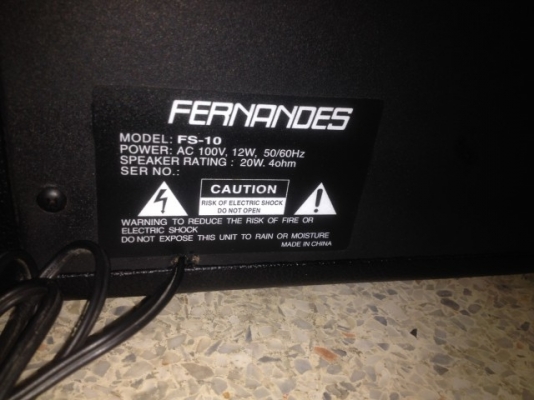 FERNANDES
MODEL: FS-10
POWER: AC 100V, 12W, 50/60Hz
SPEAKER RATING : 20W. 4ohm
SER NO.:
CAUTION
RISK OF ELECTRIC SHOCK
DO NOT OPEN
WARNING TO REDUCE THE RISK OF FIRE OR
ELECTRIC SHOCK
DO NOT EXPOSE THIS UNIT TO RAIN OR MOISTURE
MADE IN CHINA